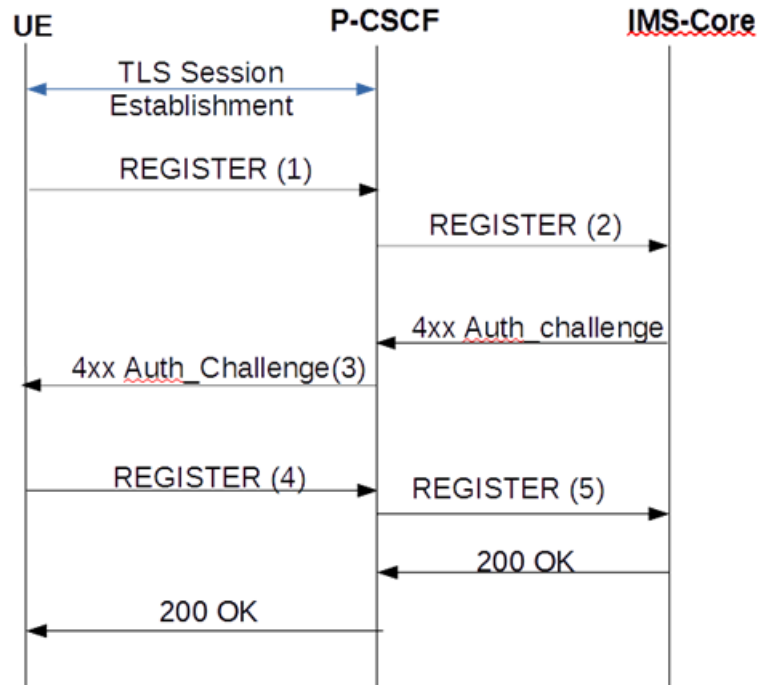 UE
P-CSCF
IMS-Core
TLS Session
Establishment
REGISTER (1)
REGISTER (2)
4xx Auth_challenge
4xx Auth_Challenge(3)
REGISTER (4)
REGISTER (5)
200 OK
200 OK